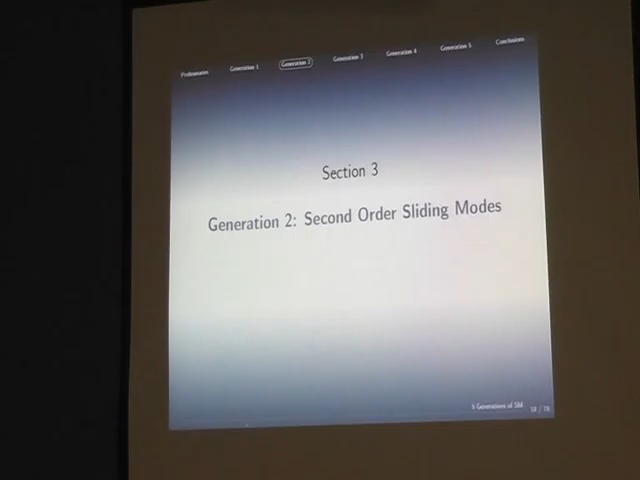 Preliminaries Generation 1 Generation 2 Generation 3 Generation 4 Generation 5 Conclusions
Section 3
Generation 2: Second Order Sliding Modes
5 Generations of SM